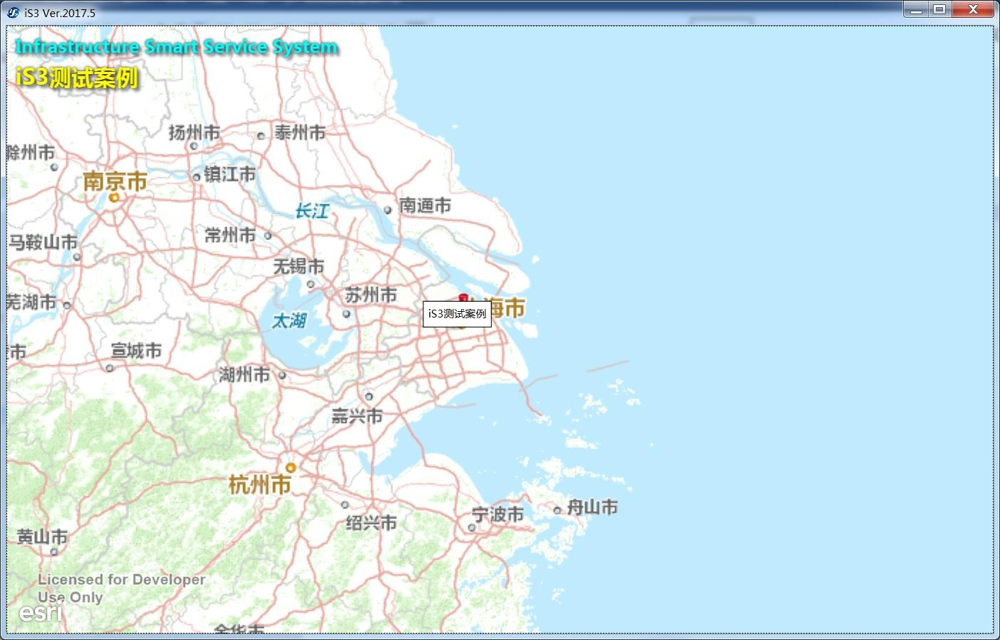 iS3 Ver.2017.5
Infrastructure Smart Service System
iS3测试案例
扬州市
泰州市
滁州市
南京市
镇江市
长江
南通市
马鞍山市
常州市
无锡市
芜湖市
苏州市
太湖
海市
iS3测试案例
市
宣城市
湖州市
嘉兴市
杭州市
绍兴市
宁波市
舟山市
黄山市
Licensed for Developer
Use Only
esri
金华市